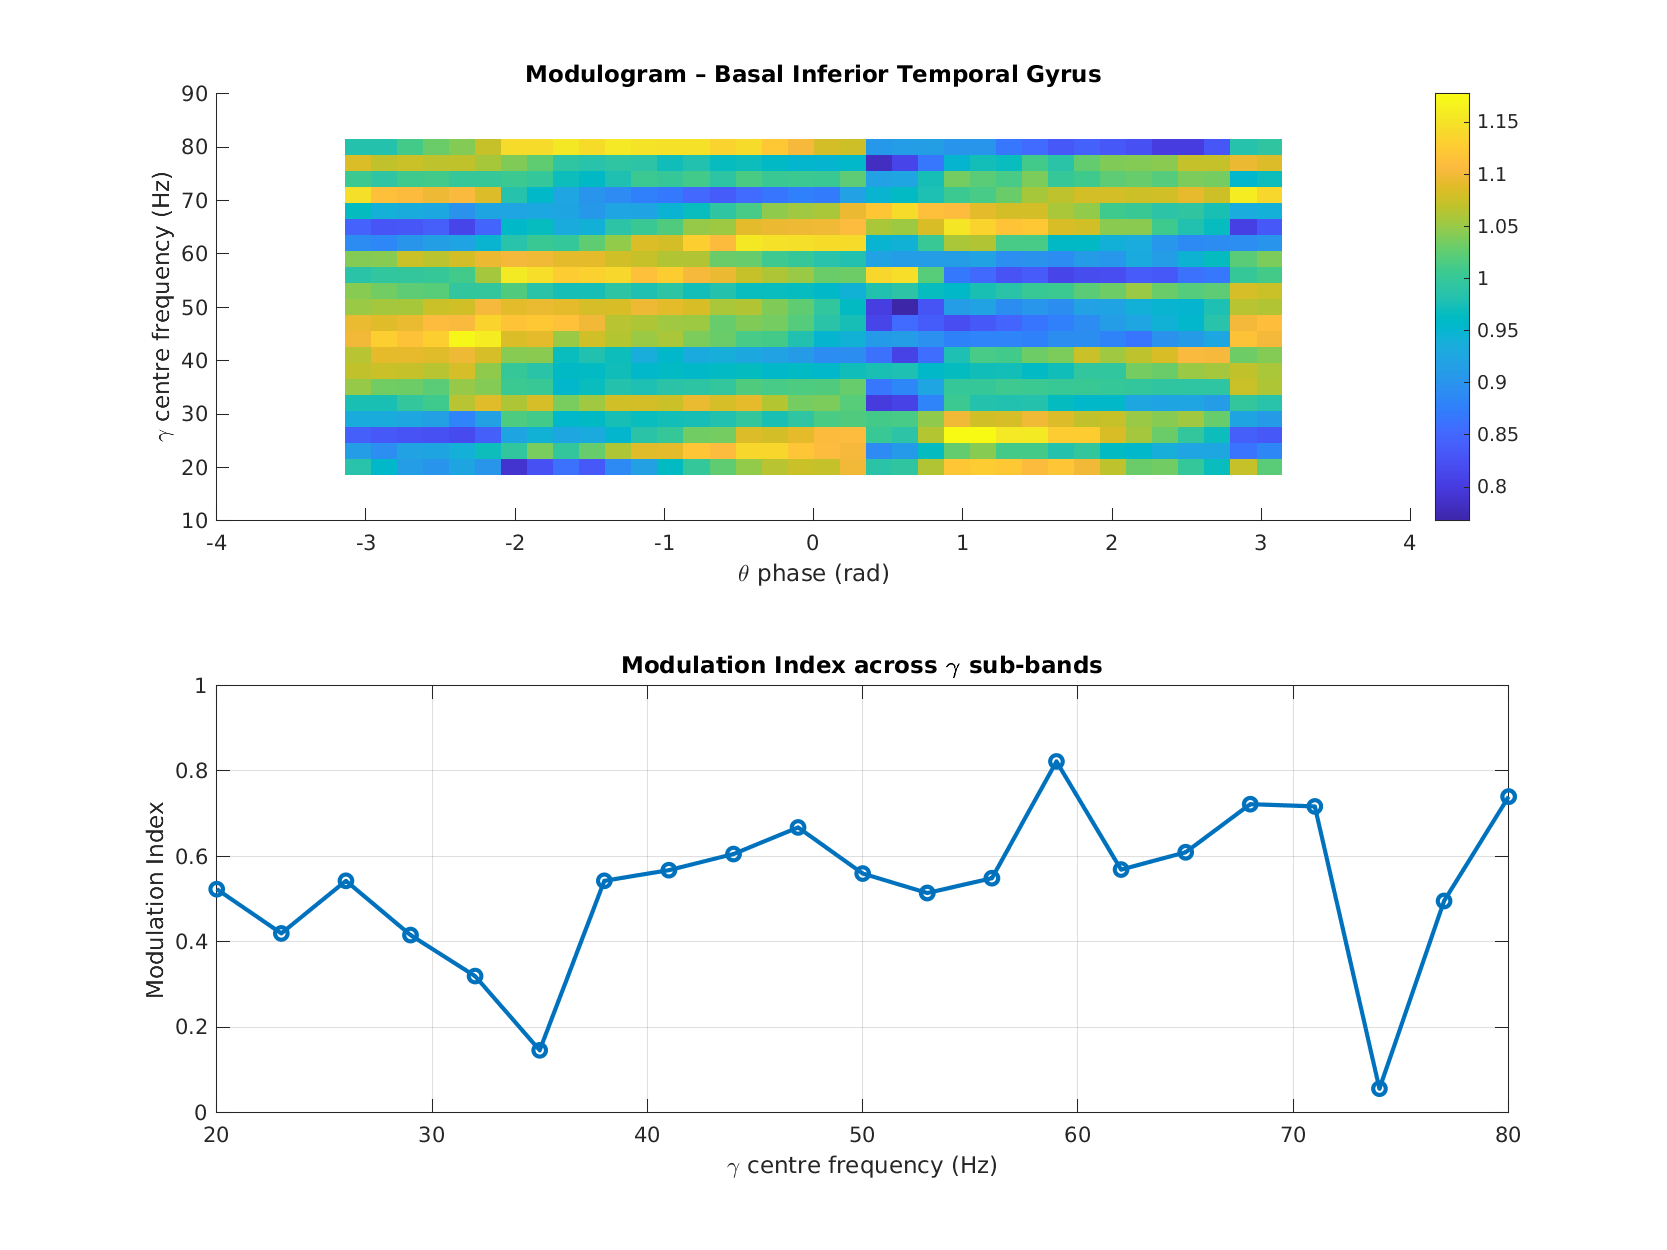 Modulogram – Basal Inferior Temporal Gyrus
γ centre frequency (Hz)
90
80
70
60
50
40
30
20
10
-4 -3 -2 -1 0 1 2 3 4
θ phase (rad)
1.15
1.1
1.05
1
0.95
0.9
0.85
0.8
Modulation Index across γ sub-bands
Modulation Index
1
0.8
0.6
0.4
0.2
0
20 30 40 50 60 70 80
γ centre frequency (Hz)